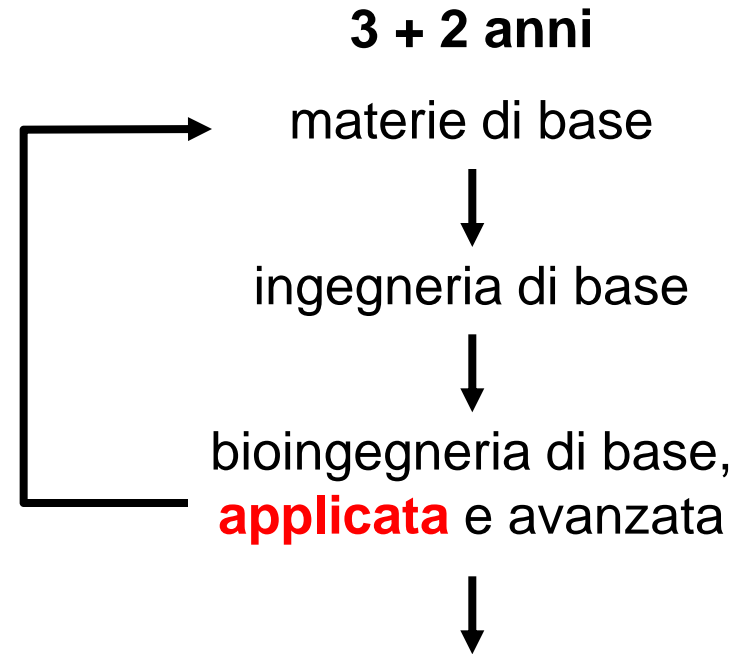 3 + 2 anni
materie di base
ingegneria di base
bioingegneria di base,
applicata e avanzata